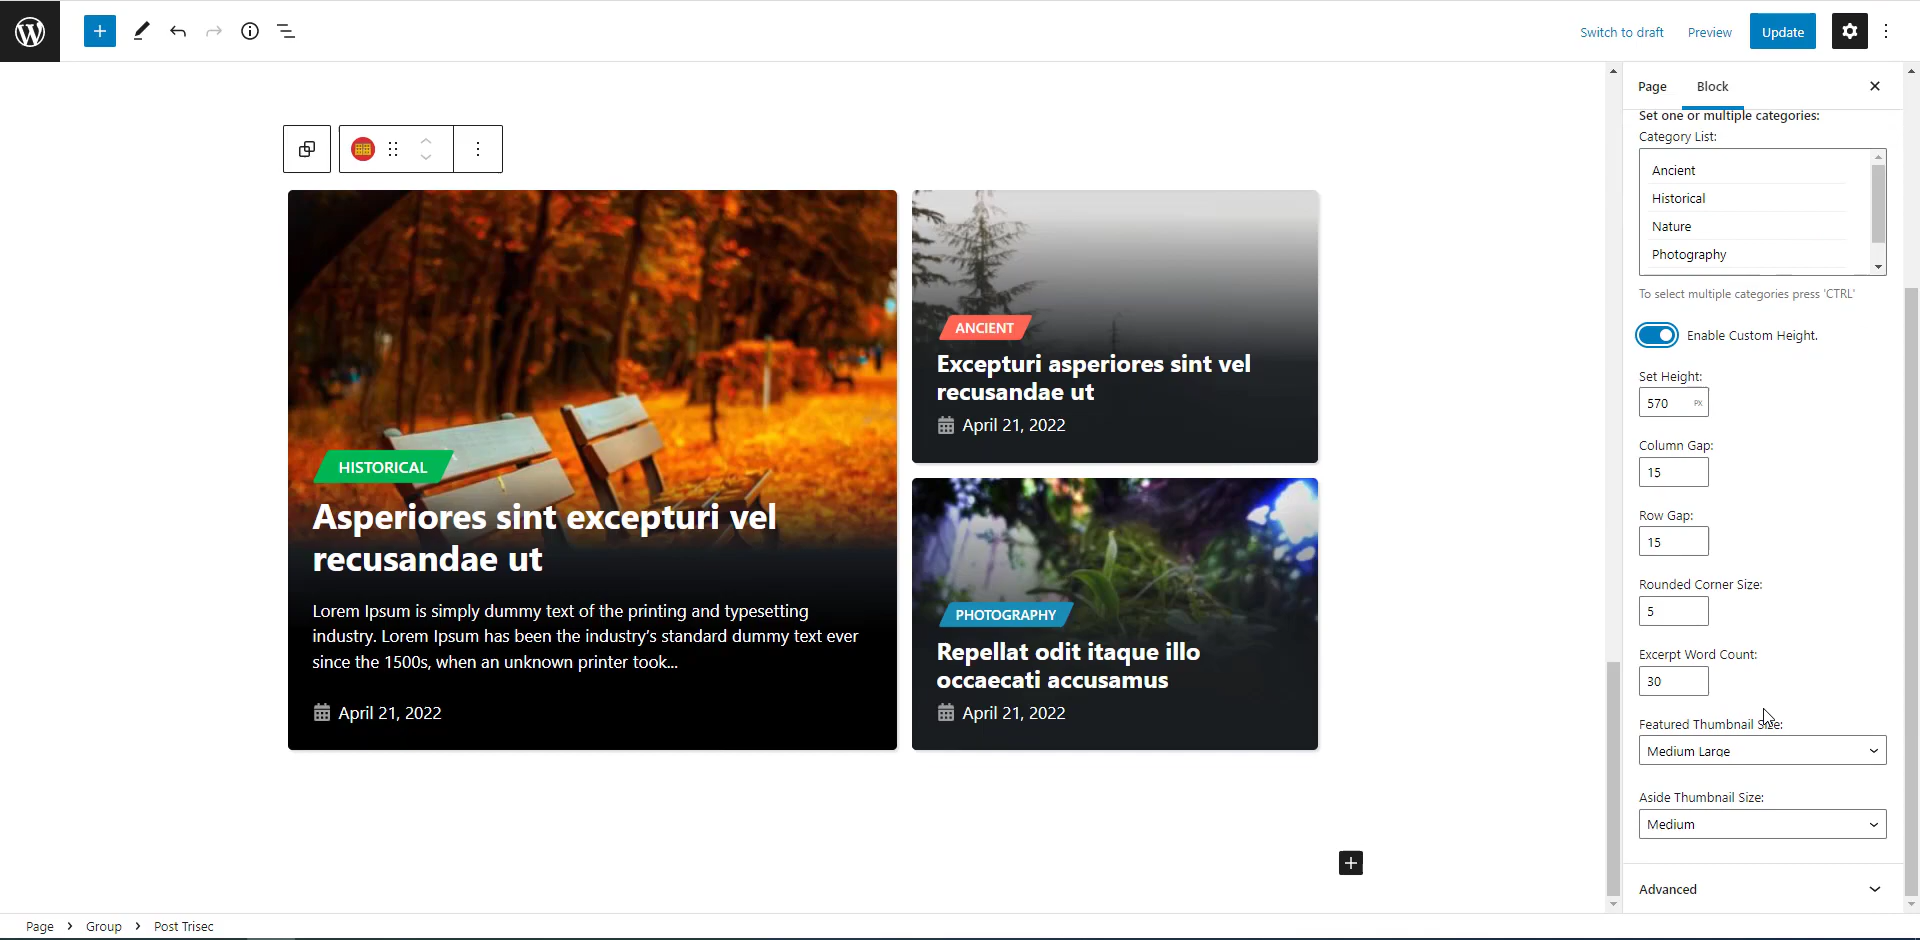 Switch to draft
Preview
Update
Page
Block
Set one or multiple categories:
Category List:
Ancient
Historical
Nature
Photography
To select multiple categories press 'CTRL'
Enable Custom Height.
Set Height:
570 PX
Column Gap:
15
Row Gap:
15
Rounded Corner Size:
5
Excerpt Word Count:
30
Featured Thumbnail Size:
Medium Large
Aside Thumbnail Size:
Medium
Advanced
HISTORICAL
Asperiores sint excepturi vel
recusandae ut
Lorem Ipsum is simply dummy text of the printing and typesetting
industry. Lorem Ipsum has been the industry’s standard dummy text ever
since the 1500s, when an unknown printer took...
April 21, 2022
ANCIENT
Excepturi asperiores sint vel
recusandae ut
April 21, 2022
PHOTOGRAPHY
Repellat odit itaque illo
occaecati accusamus
April 21, 2022
Page > Group > Post Trisec